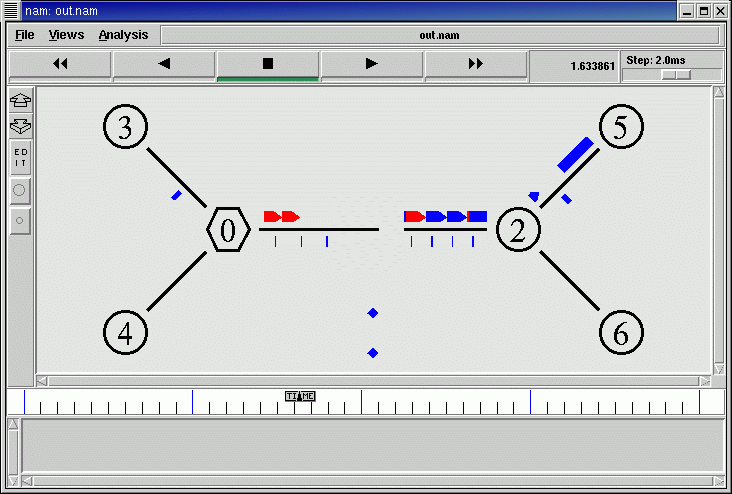 nam: out.nam
File Views Analysis out.nam
1.633861 Step: 2.0ms
E D
I T
3
5
0
2
4
6
TIME